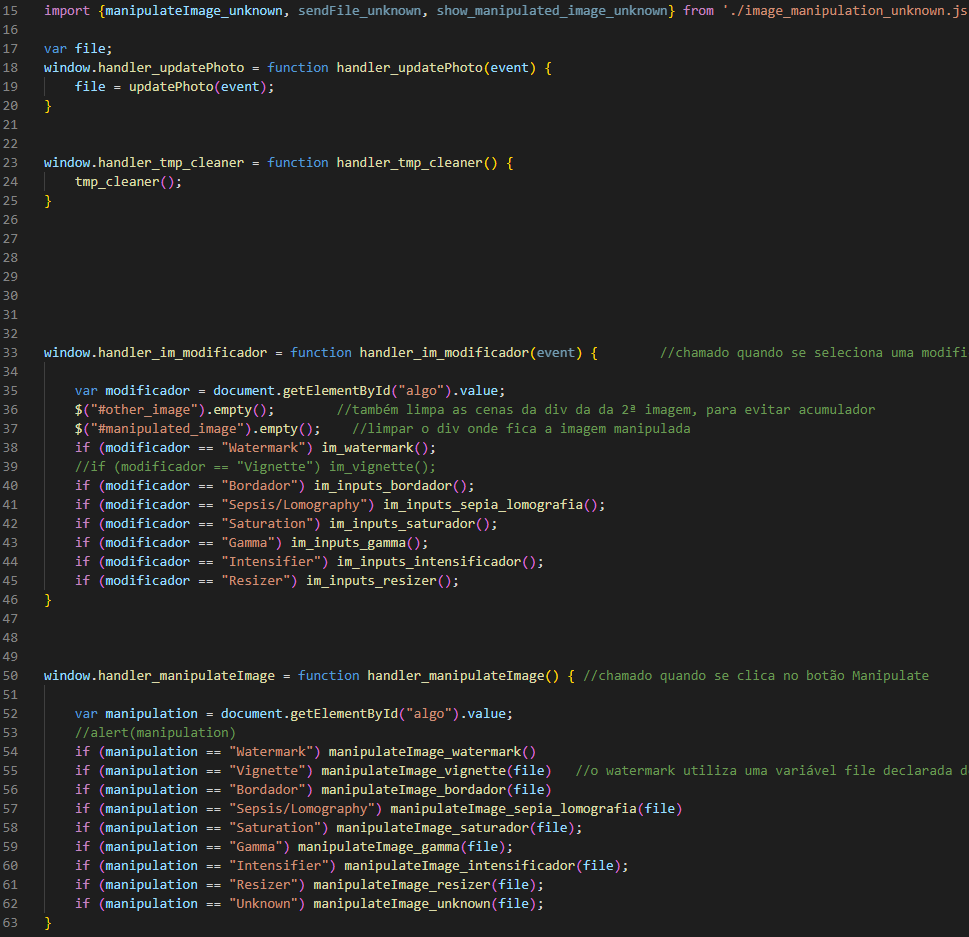 15 import {manipulateImage_unknown, sendFile_unknown, show_manipulated_image_unknown} from './image_manipulation_unknown.js
16
17 var file;
18 window.handler_updatePhoto = function handler_updatePhoto(event) {
19     file = updatePhoto(event);
20 }
21
22
23 window.handler_tmp_cleaner = function handler_tmp_cleaner() {
24     tmp_cleaner();
25 }
26
27
28
29
30
31
32
33 window.handler_im_modificador = function handler_im_modificador(event) {        //chamado quando se seleciona uma modifi
34
35     var modificador = document.getElementById("algo").value;
36     $("#other_image").empty();        //também limpa as cenas da div da da 2ª imagem, para evitar acumulador
37     $("#manipulated_image").empty();    //limpar o div onde fica a imagem manipulada
38     if (modificador == "Watermark") im_watermark();
39     //if (modificador == "Vignette") im_vignette();
40     if (modificador == "Bordador") im_inputs_bordador();
41     if (modificador == "Sepsis/Lomography") im_inputs_sepia_lomografia();
42     if (modificador == "Saturation") im_inputs_saturador();
43     if (modificador == "Gamma") im_inputs_gamma();
44     if (modificador == "Intensifier") im_inputs_intensificador();
45     if (modificador == "Resizer") im_inputs_resizer();
46 }
47
48
49
50 window.handler_manipulateImage = function handler_manipulateImage() { //chamado quando se clica no botão Manipulate
51
52     var manipulation = document.getElementById("algo").value;
53     //alert(manipulation)
54     if (manipulation == "Watermark") manipulateImage_watermark()
55     if (manipulation == "Vignette") manipulateImage_vignette(file)   //o watermark utiliza uma variável file declarada d
56     if (manipulation == "Bordador") manipulateImage_bordador(file)
57     if (manipulation == "Sepsis/Lomography") manipulateImage_sepia_lomografia(file)
58     if (manipulation == "Saturation") manipulateImage_saturador(file);
59     if (manipulation == "Gamma") manipulateImage_gamma(file);
60     if (manipulation == "Intensifier") manipulateImage_intensificador(file);
61     if (manipulation == "Resizer") manipulateImage_resizer(file);
62     if (manipulation == "Unknown") manipulateImage_unknown(file);
63 }